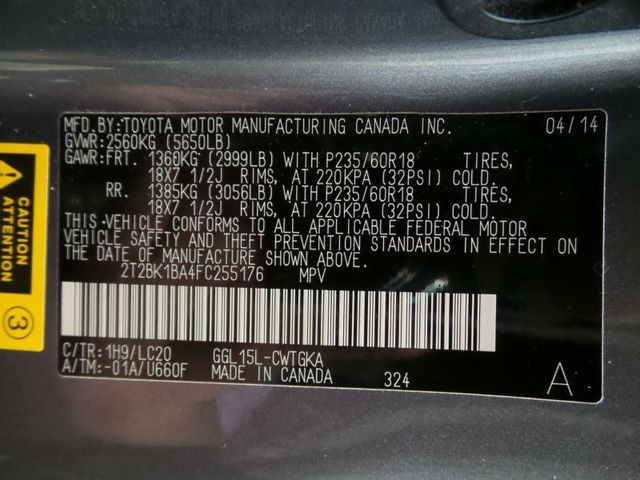 MFD.BY:TOYOTA MOTOR MANUFACTURING CANADA INC. 04/14
GVWR:2560KG (5650LB)
GAWR:FRT. 1360KG (2999LB) WITH P235/60R18 TIRES,
18X7 1/2J RIMS, AT 220KPA (32PSI) COLD.
RR. 1385KG (3056LB) WITH P235/60R18 TIRES,
18X7 1/2J RIMS, AT 220KPA (32PSI) COLD.
THIS VEHICLE CONFORMS TO ALL APPLICABLE FEDERAL MOTOR
VEHICLE SAFETY AND THEFT PREVENTION STANDARDS IN EFFECT ON
THE DATE OF MANUFACTURE SHOWN ABOVE.
2T2BK1BA4FC255176 MPV
C/TR:1H9/LC20 GGL15L-CWTGKA
A/TM:-01A/U660F MADE IN CANADA 324 A
CAUTION
ATTENTION
3